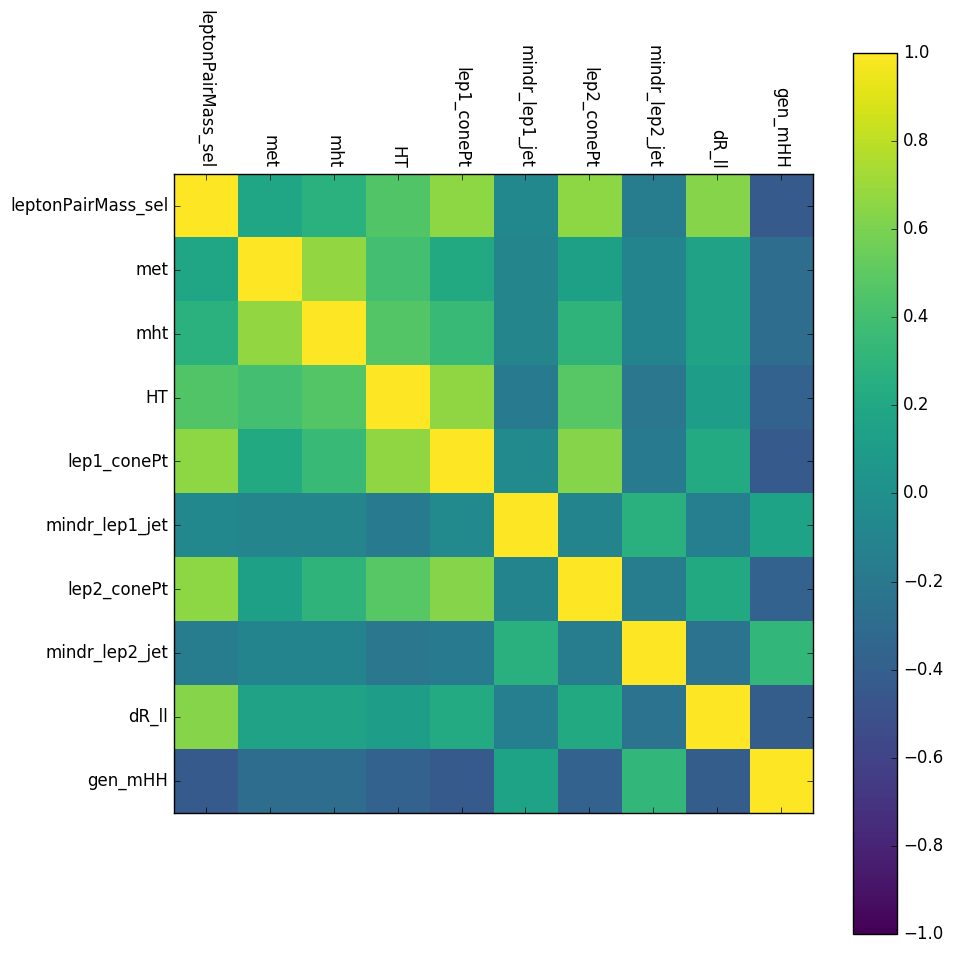 leptonPairMass_sel
met
mht
HT
lep1_conePt
mindr_lep1_jet
lep2_conePt
mindr_lep2_jet
dR_ll
gen_mHH
leptonPairMass_sel
met
mht
HT
lep1_conePt
mindr_lep1_jet
lep2_conePt
mindr_lep2_jet
dR_ll
gen_mHH
1.0
0.8
0.6
0.4
0.2
0.0
−0.2
−0.4
−0.6
−0.8
−1.0